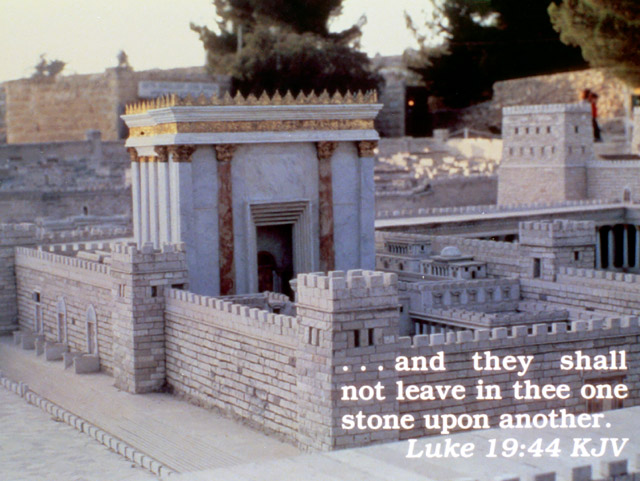 . . . and they shall
not leave in thee one
stone upon another.
Luke 19:44 KJV